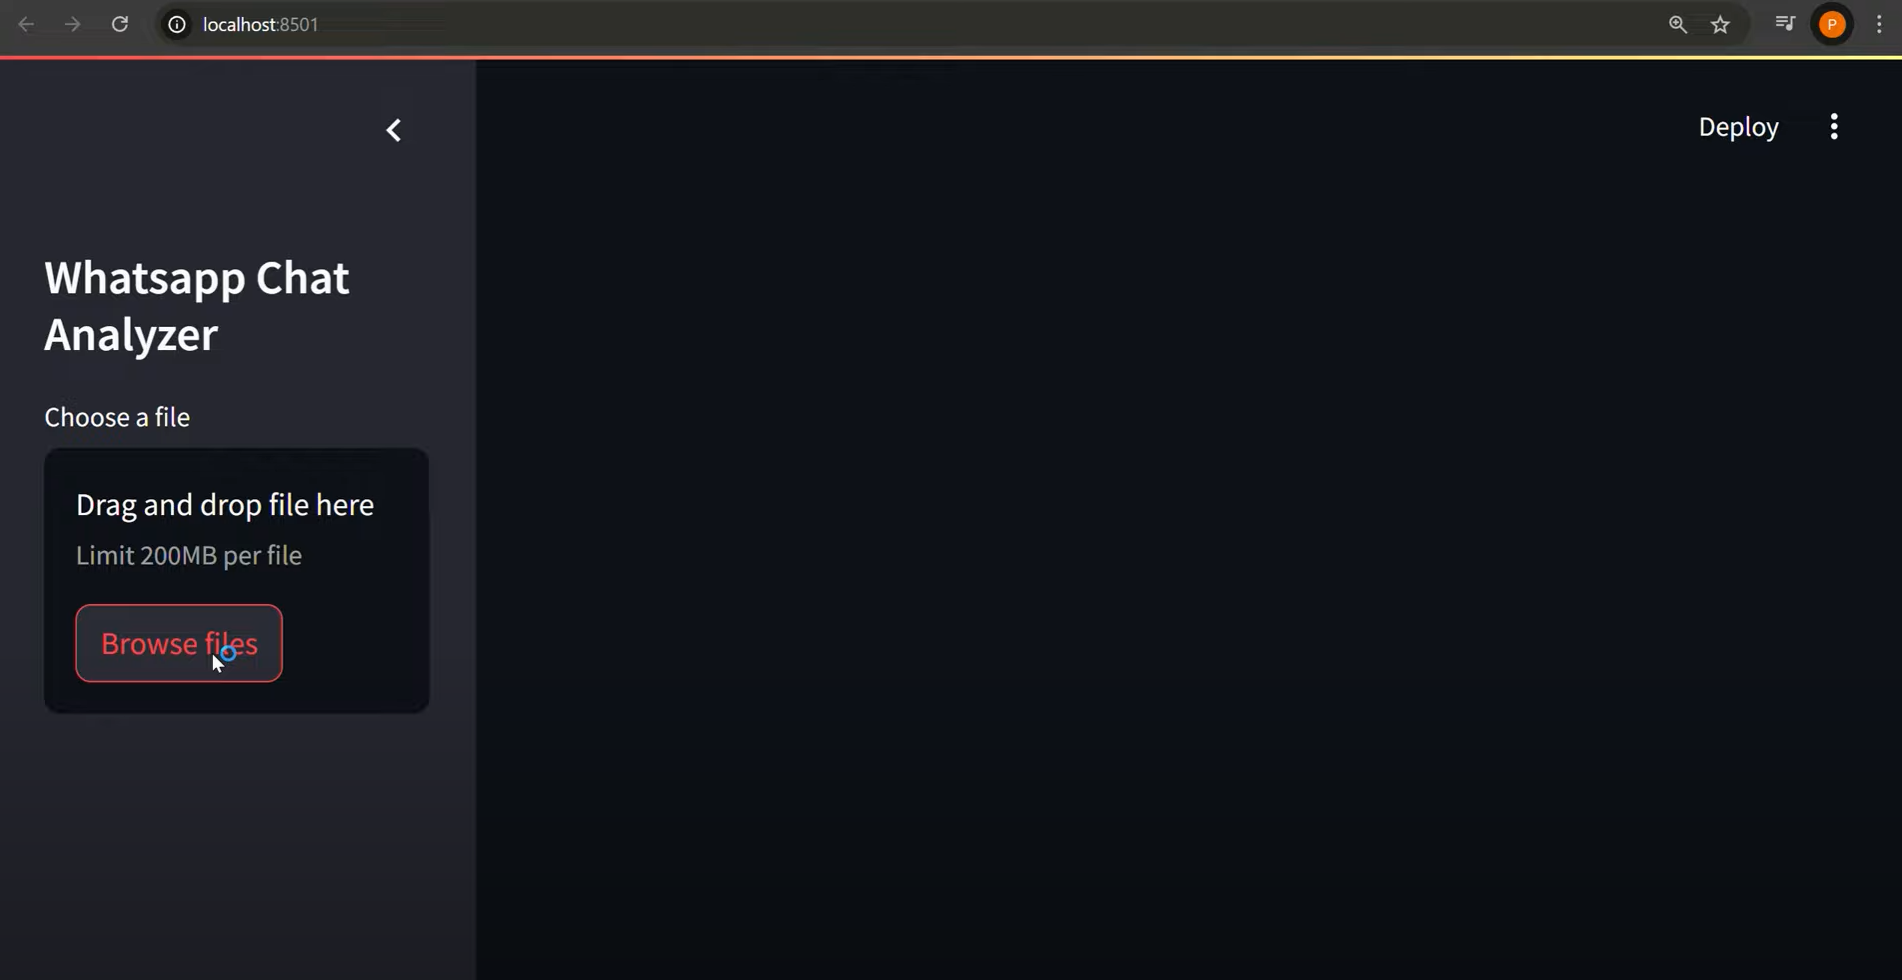 localhost:8501
P
Deploy
Whatsapp Chat
Analyzer
Choose a file
Drag and drop file here
Limit 200MB per file
Browse files